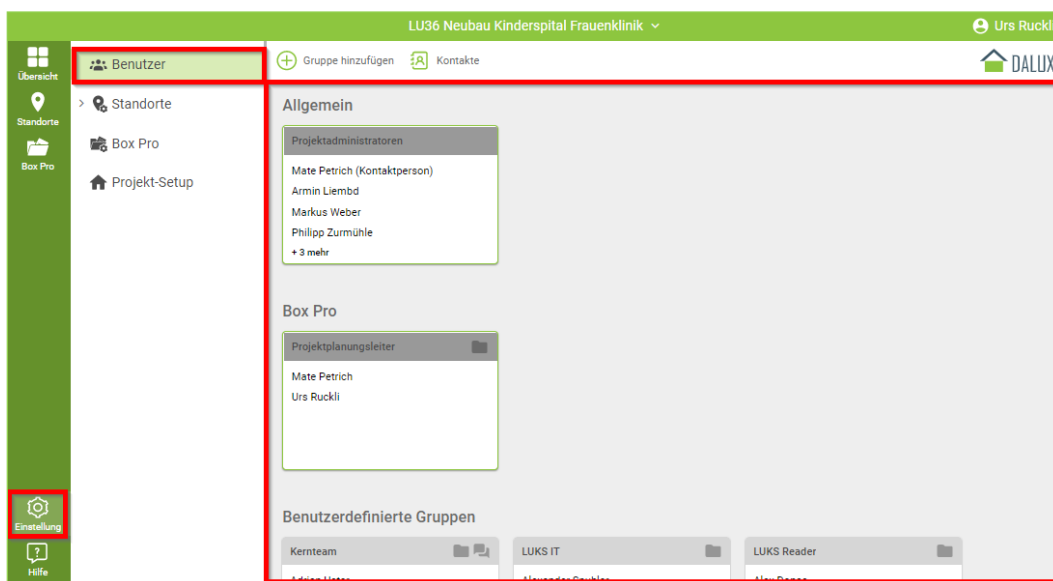 LU36 Neubau Kinderspital Frauenklinik
Urs Ruckli
Übersicht
Standorte
Box Pro
Einstellung
Hilfe
Benutzer
Standorte
Box Pro
Projekt-Setup
Gruppe hinzufügen
Kontakte
DALUX
Allgemein
Projektadministratoren
Mate Petrich (Kontaktperson)
Armin Liembd
Markus Weber
Philipp Zurmühle
+ 3 mehr
Box Pro
Projektplanungsleiter
Mate Petrich
Urs Ruckli
Benutzerdefinierte Gruppen
Kernteam
LUKS IT
LUKS Reader